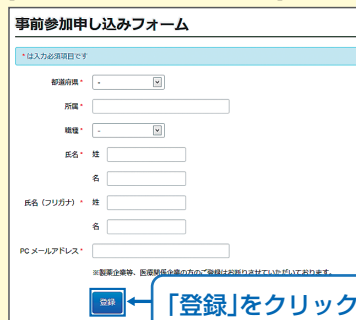 事前参加申し込みフォーム
*は入力必須項目です
都道府県*
-
所属*
職種*
-
氏名* 姓
名
氏名(フリガナ)* 姓
名
PCメールアドレス*
※製薬企業等、医療関係企業の方のご登録はお断りさせていただいております。
登録
「登録」をクリック